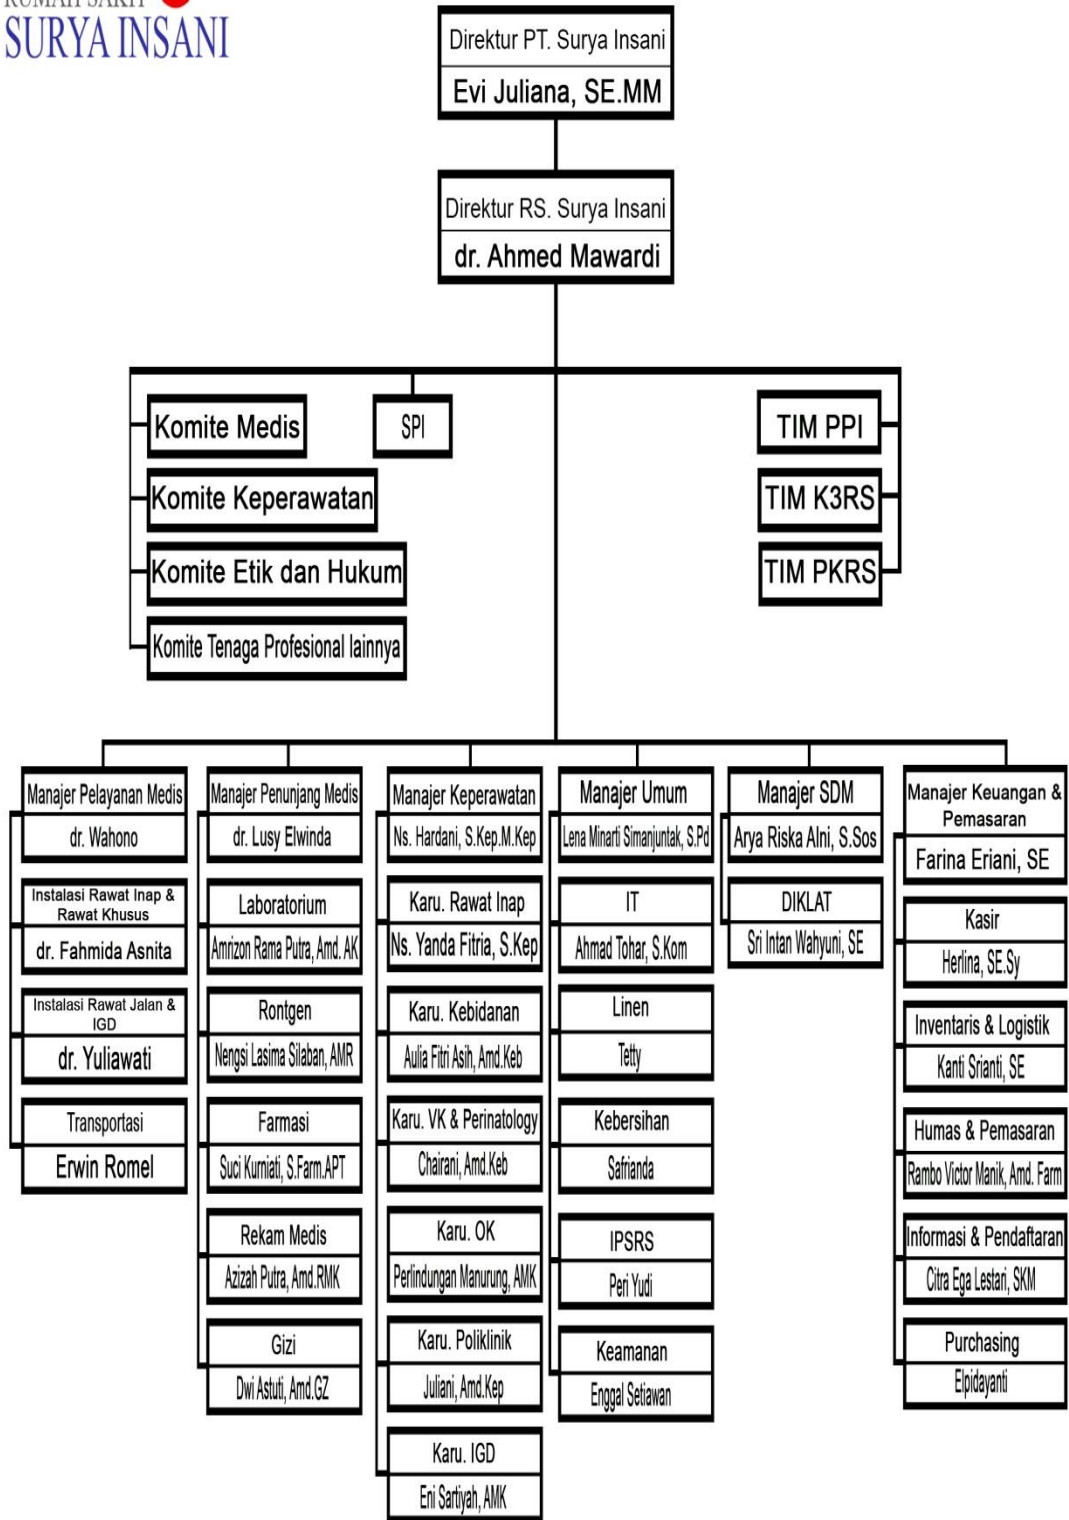 RUMAH SAKIT
SURYA INSANI
Direktur PT. Surya Insani
Evi Juliana, SE.MM
Direktur RS. Surya Insani
dr. Ahmed Mawardi
Komite Medis
SPI
Komite Keperawatan
Komite Etik dan Hukum
Komite Tenaga Profesional lainnya
TIM PPI
TIM K3RS
TIM PKRS
Manajer Pelayanan Medis
dr. Wahono
Instalasi Rawat Inap &
Rawat Khusus
dr. Fahmida Asnita
Instalasi Rawat Jalan &
IGD
dr. Yuliawati
Transportasi
Erwin Romel
Manajer Penunjang Medis
dr. Lusy Elwinda
Laboratorium
Amrizon Rama Putra, Amd. AK
Rontgen
Nengsi Lasima Silaban, AMR
Farmasi
Suci Kurniati, S.Farm.APT
Rekam Medis
Azizah Putra, Amd.RMK
Gizi
Dwi Astuti, Amd.GZ
Manajer Keperawatan
Ns. Hardani, S.Kep.M.Kep
Karu. Rawat Inap
Ns. Yanda Fitria, S.Kep
Karu. Kebidanan
Aulia Fitri Asih, Amd.Keb
Karu. VK & Perinatology
Chairani, Amd.Keb
Karu. OK
Perlindungan Manurung, AMK
Karu. Poliklinik
Juliani, Amd.Kep
Karu. IGD
Eni Sartiyah, AMK
Manajer Umum
Lena Minarti Simanjuntak, S.Pd
IT
Ahmad Tohar, S.Kom
Linen
Tetty
Kebersihan
Safrianda
IPSRS
Peri Yudi
Keamanan
Enggal Setiawan
Manajer SDM
Arya Riska Alni, S.Sos
DIKLAT
Sri Intan Wahyuni, SE
Manajer Keuangan &
Pemasaran
Farina Eriani, SE
Kasir
Herlina, SE.Sy
Inventaris & Logistik
Kanti Srianti, SE
Humas & Pemasaran
Rambo Victor Manik, Amd. Farm
Informasi & Pendaftaran
Citra Ega Lestari, SKM
Purchasing
Elpidayanti